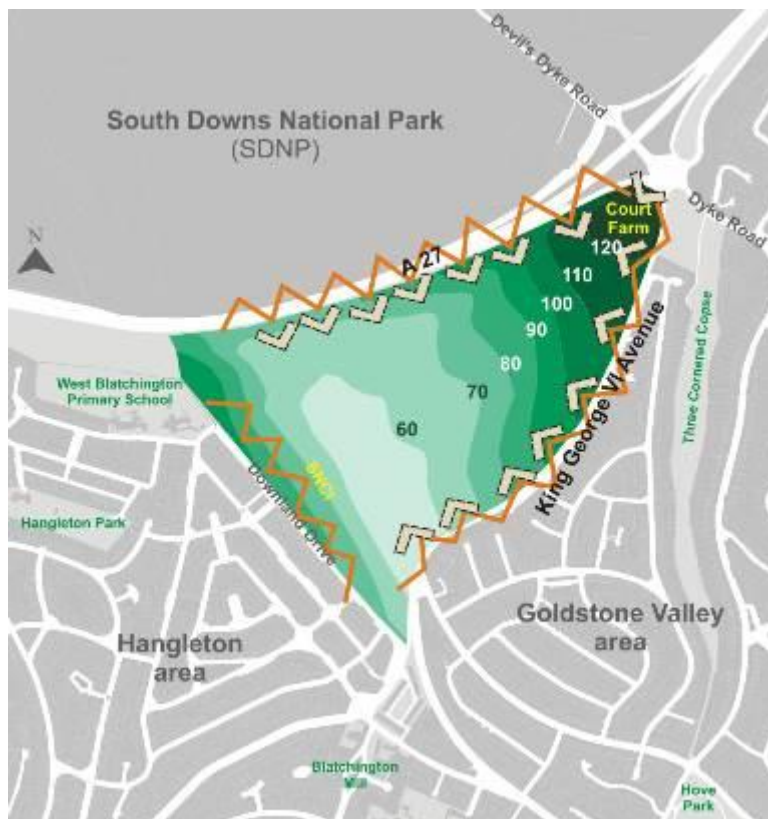 Devil's Dyke Road
South Downs National Park
(SDNP)
Court
Farm
Dyke Road
N
A 27
120
110
100
90
80
70
60
King George VI Avenue
Three Cornered Copse
West Blatchington
Primary School
SNCI
Downland Drive
Hangleton Park
Goldstone Valley
area
Hangleton
area
Blatchington
Mill
Hove
Park